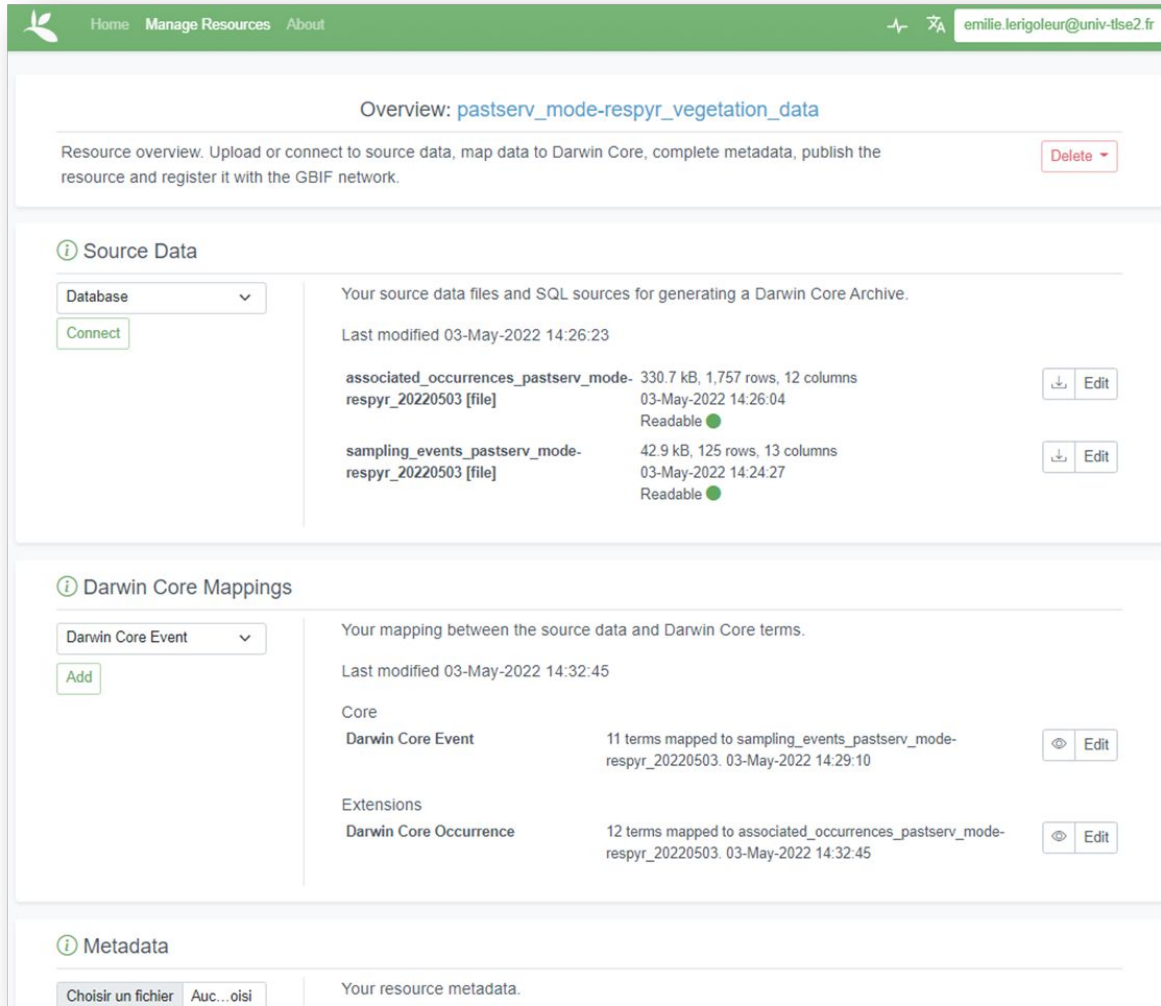 Home Manage Resources About
emilie.lerigoleur@univ-tlse2.fr
Overview: pastserv_mode-respyr_vegetation_data
Resource overview. Upload or connect to source data, map data to Darwin Core, complete metadata, publish the
resource and register it with the GBIF network.
Delete
Source Data
Database
Connect
Your source data files and SQL sources for generating a Darwin Core Archive.
Last modified 03-May-2022 14:26:23
associated_occurrences_pastserv_mode- 330.7 kB, 1,757 rows, 12 columns
respyr_20220503 [file] 03-May-2022 14:26:04
Readable
Edit
sampling_events_pastserv_mode- 42.9 kB, 125 rows, 13 columns
respyr_20220503 [file] 03-May-2022 14:24:27
Readable
Edit
Darwin Core Mappings
Darwin Core Event
Add
Your mapping between the source data and Darwin Core terms.
Last modified 03-May-2022 14:32:45
Core
Darwin Core Event 11 terms mapped to sampling_events_pastserv_mode-
respyr_20220503. 03-May-2022 14:29:10
Edit
Extensions
Darwin Core Occurrence 12 terms mapped to associated_occurrences_pastserv_mode-
respyr_20220503. 03-May-2022 14:32:45
Edit
Metadata
Choisir un fichier Auc...oisi
Your resource metadata.